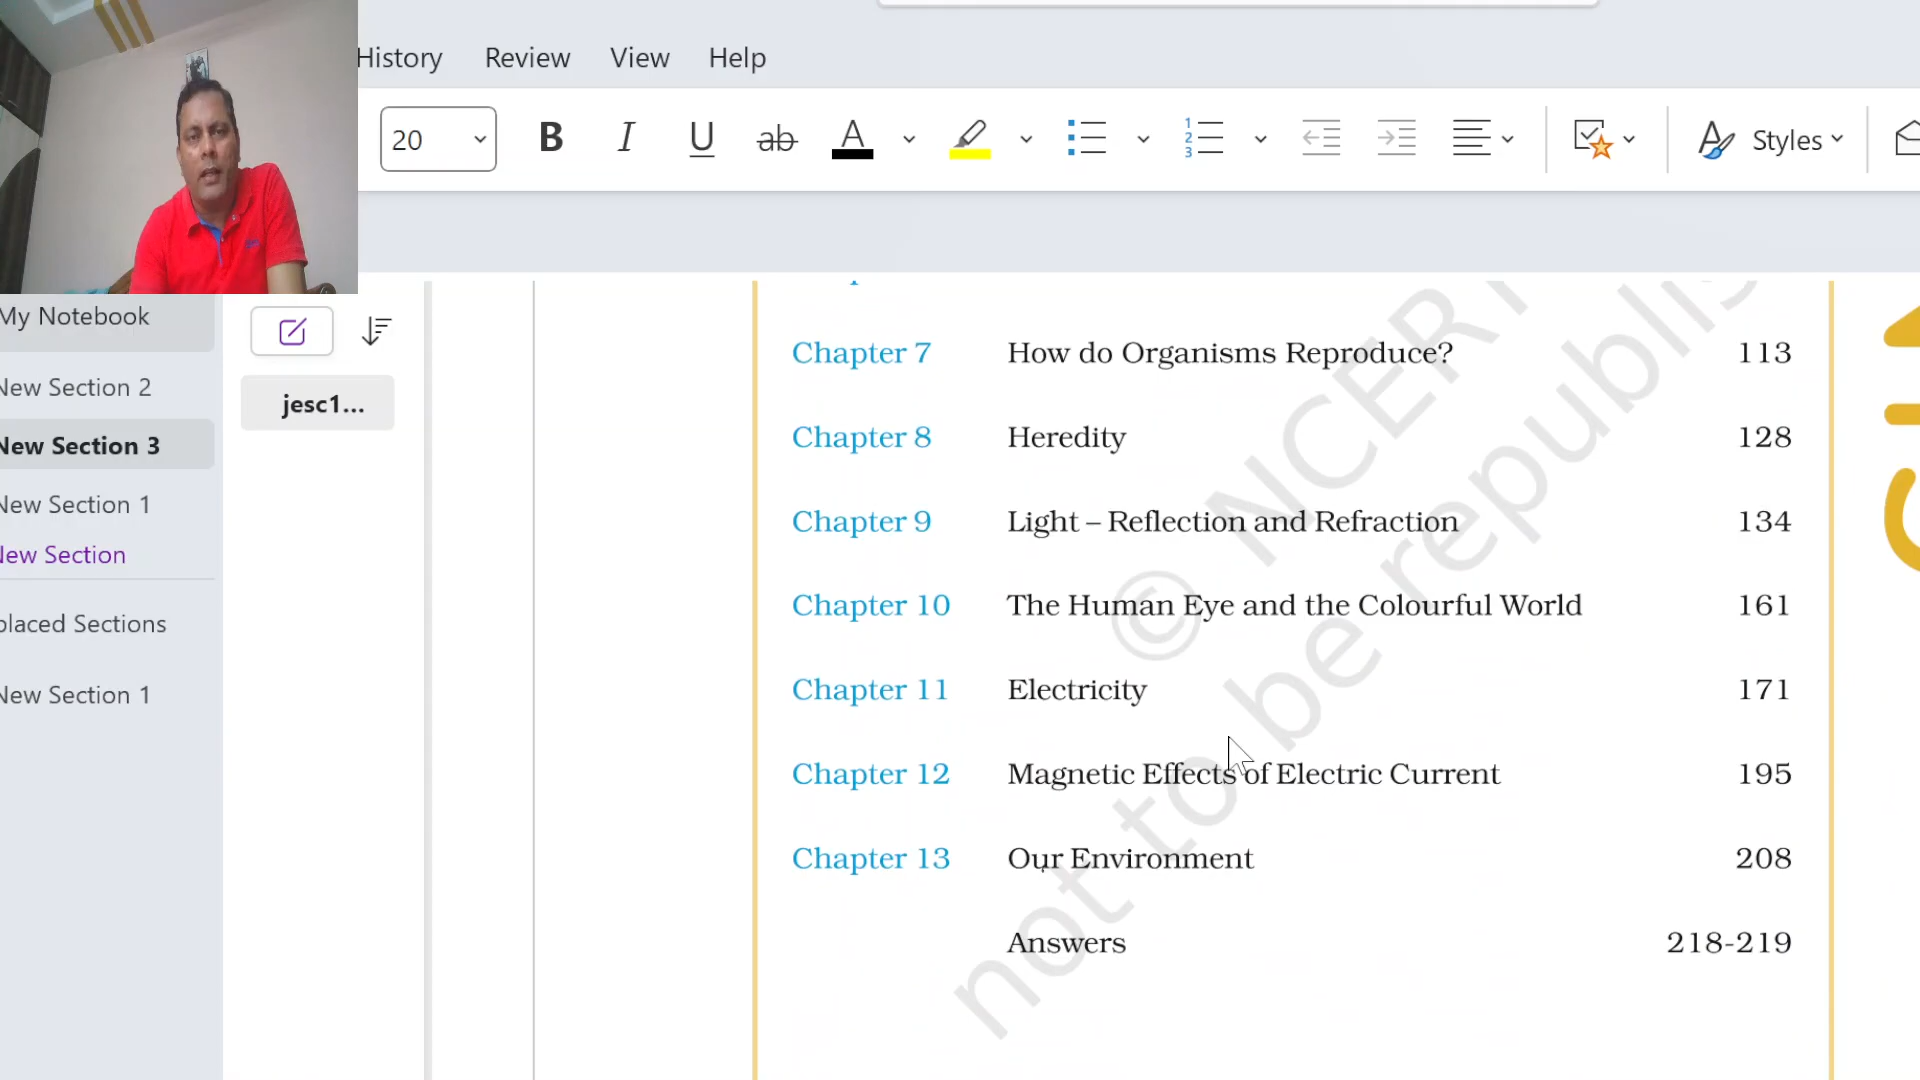 History Review View Help
20 B I U ab A Styles
My Notebook
New Section 2
New Section 3
New Section 1
New Section
placed Sections
New Section 1
jesc1...
Chapter 7 How do Organisms Reproduce? 113
Chapter 8 Heredity 128
Chapter 9 Light – Reflection and Refraction 134
Chapter 10 The Human Eye and the Colourful World 161
Chapter 11 Electricity 171
Chapter 12 Magnetic Effects of Electric Current 195
Chapter 13 Our Environment 208
Answers 218-219
© NCERT
not to be republis